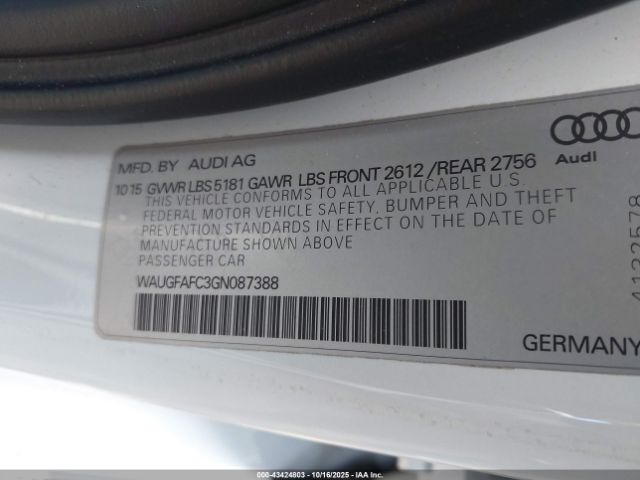 MFD. BY AUDI AG
10 15 GVWR LBS 5181 GAWR LBS FRONT 2612 /REAR 2756
THIS VEHICLE CONFORMS TO ALL APPLICABLE U.S.
FEDERAL MOTOR VEHICLE SAFETY, BUMPER AND THEFT
PREVENTION STANDARDS IN EFFECT ON THE DATE OF
MANUFACTURE SHOWN ABOVE
PASSENGER CAR
WAUGFAFC3GN087388
Audi
GERMANY
4132578
000-43424803 - 10/16/2025 - IAA Inc.